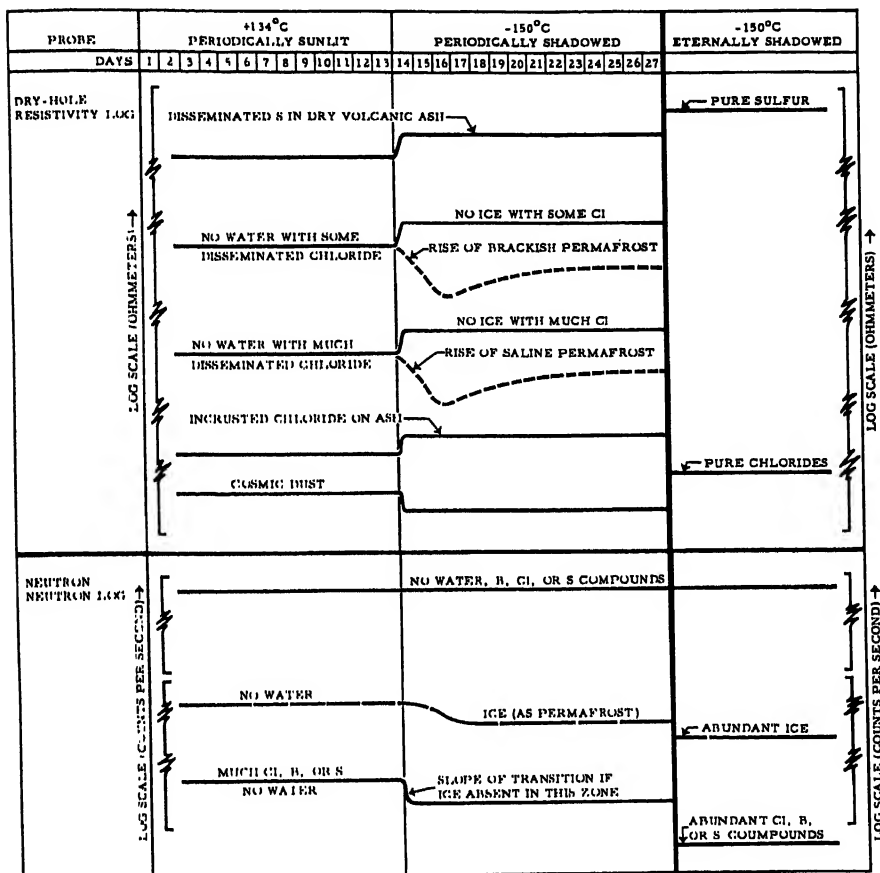 PROBE
+134°C
PERIODICALLY SUNLIT
-150°C
PERIODICALLY SHADOWED
-150°C
ETERNALLY SHADOWED
DAYS 1 2 3 4 5 6 7 8 9 10 11 12 13 14 15 16 17 18 19 20 21 22 23 24 25 26 27
DRY-HOLE
RESISTIVITY LOG
LOG SCALE (OHMMETERS)→
DISSEMINATED S IN DRY VOLCANIC ASH
PURE SULFUR
NO ICE WITH SOME Cl
NO WATER WITH SOME
DISSEMINATED CHLORIDE
RISE OF BRACKISH PERMAFROST
NO ICE WITH MUCH Cl
NO WATER WITH MUCH
DISSEMINATED CHLORIDE
RISE OF SALINE PERMAFROST
INCRUSTED CHLORIDE ON ASH
PURE CHLORIDES
COSMIC DUST
LOG SCALE (OHMMETERS) →
NEUTRON
NEUTRON LOG
LOG SCALE (COUNTS PER SECOND)→
NO WATER, B, Cl, OR S COMPOUNDS
NO WATER
ICE (AS PERMAFROST)
ABUNDANT ICE
MUCH Cl, B, OR S
NO WATER
SLOPE OF TRANSITION IF
ICE ABSENT IN THIS ZONE
ABUNDANT Cl, B,
OR S COUMPOUNDS
LOG SCALE (COUNTS PER SECOND)→